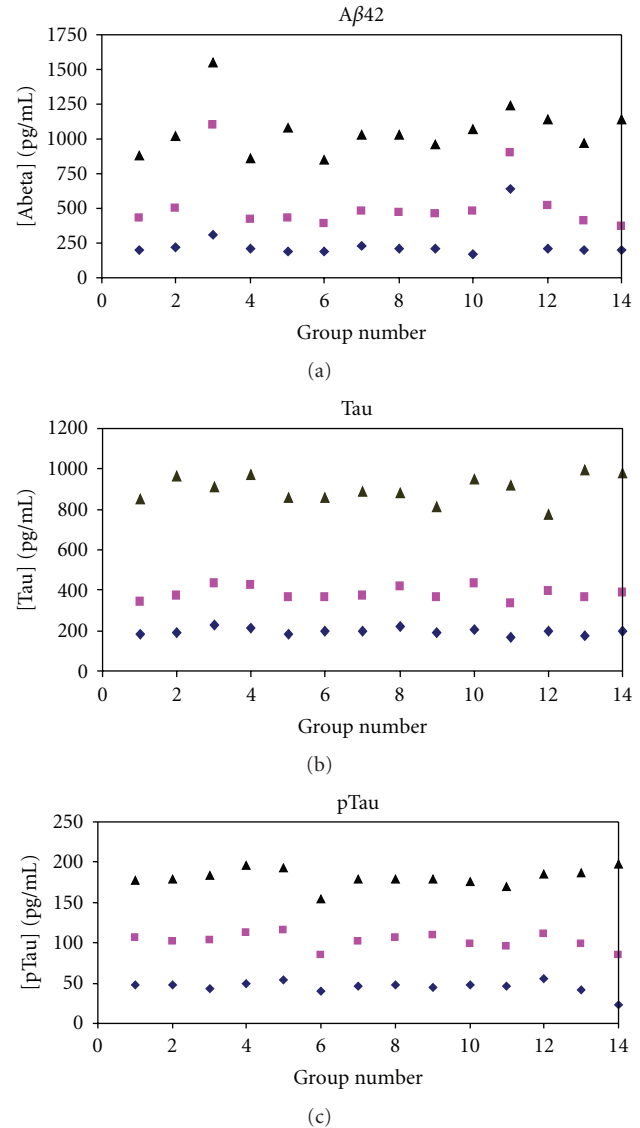 Aβ42
1750
1500
1250
1000
750
500
250
0
[Abeta] (pg/mL)
0 2 4 6 8 10 12 14
Group number
(a)
Tau
1200
1000
800
600
400
200
0
[Tau] (pg/mL)
0 2 4 6 8 10 12 14
Group number
(b)
pTau
250
200
150
100
50
0
[pTau] (pg/mL)
0 2 4 6 8 10 12 14
Group number
(c)